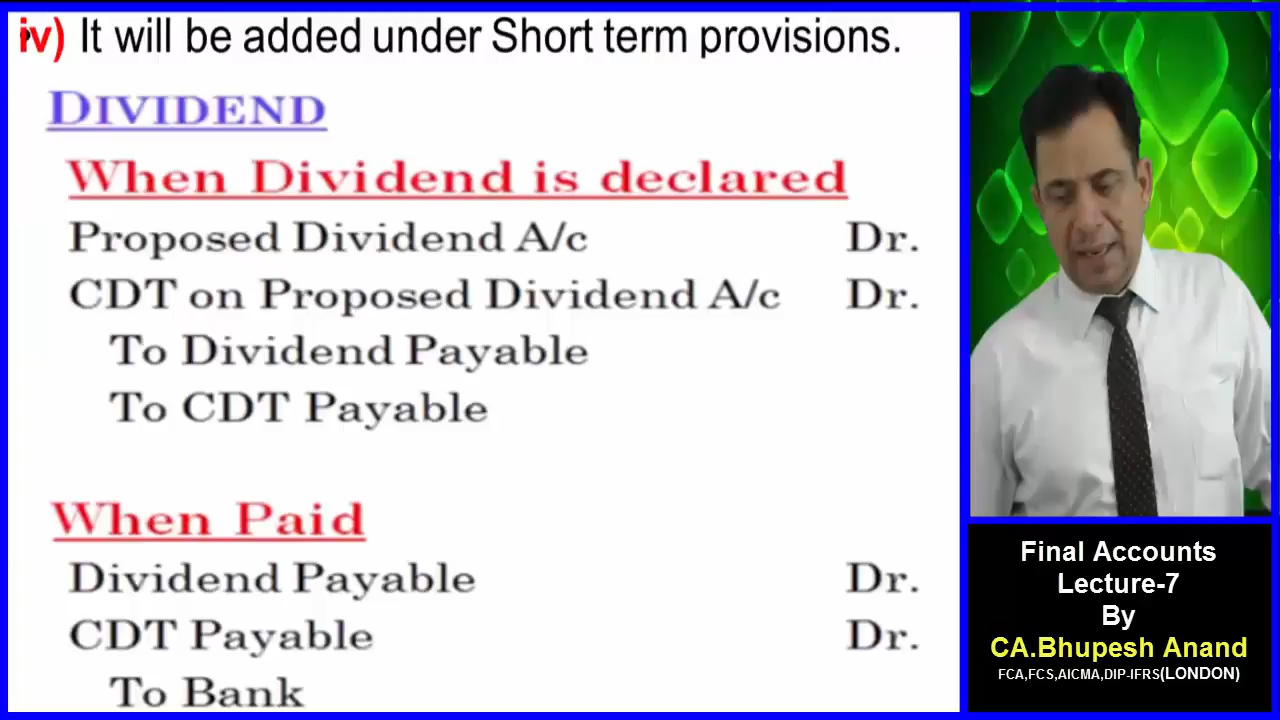 iv) It will be added under Short term provisions.
DIVIDEND
When Dividend is declared
Proposed Dividend A/c Dr.
CDT on Proposed Dividend A/c Dr.
To Dividend Payable
To CDT Payable
When Paid
Dividend Payable Dr.
CDT Payable Dr.
To Bank
Final Accounts
Lecture-7
By
CA.Bhupesh Anand
FCA,FCS,AICMA,DIP-IFRS(LONDON)